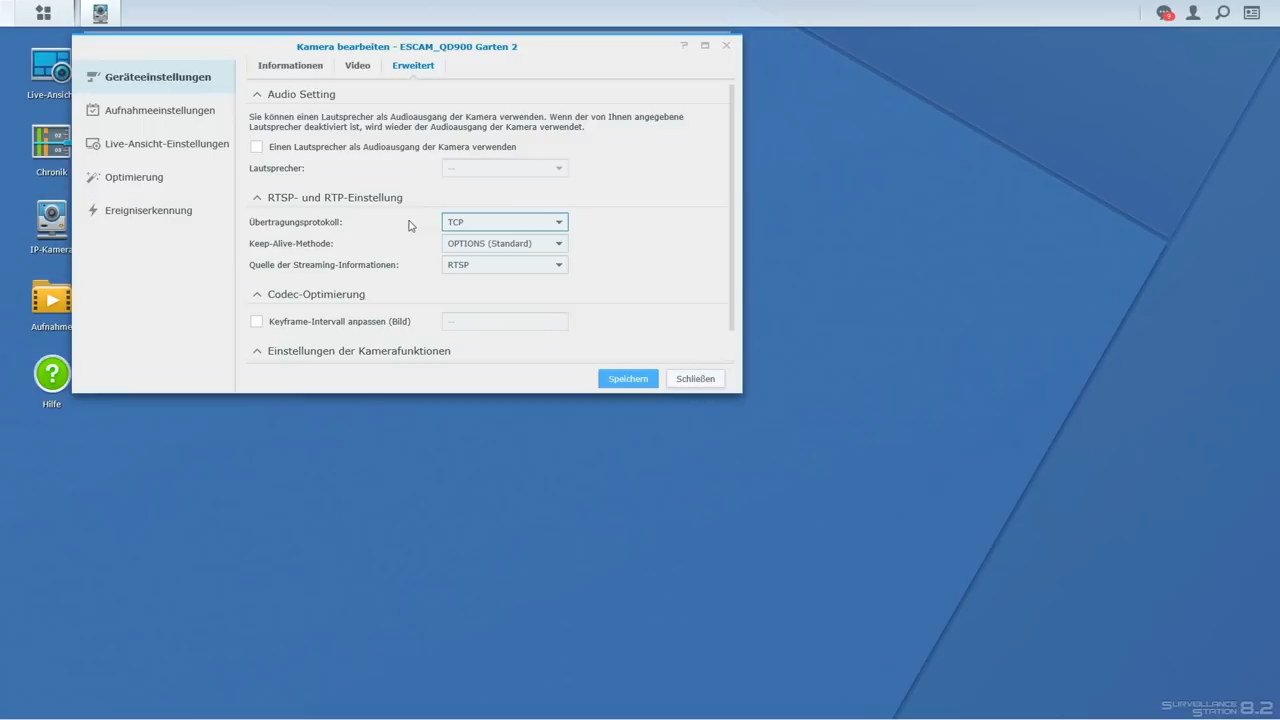 9
Kamera bearbeiten - ESCAM_QD900 Garten 2
Informationen
Video
Erweitert
Geräteeinstellungen
Aufnahmeeinstellungen
Live-Ansicht-Einstellungen
Optimierung
Ereigniserkennung
Audio Setting
Sie können einen Lautsprecher als Audioausgang der Kamera verwenden. Wenn der von Ihnen angegebene
Lautsprecher deaktiviert ist, wird wieder der Audioausgang der Kamera verwendet.
Einen Lautsprecher als Audioausgang der Kamera verwenden
Lautsprecher: --
RTSP- und RTP-Einstellung
Übertragungsprotokoll: TCP
Keep-Alive-Methode: OPTIONS (Standard)
Quelle der Streaming-Informationen: RTSP
Codec-Optimierung
Keyframe-Intervall anpassen (Bild) --
Einstellungen der Kamerafunktionen
Speichern
Schließen
Live-Ansich
Chronik
IP-Kamera
Aufnahme
Hilfe
SURVEILLANCE
STATION 8.2